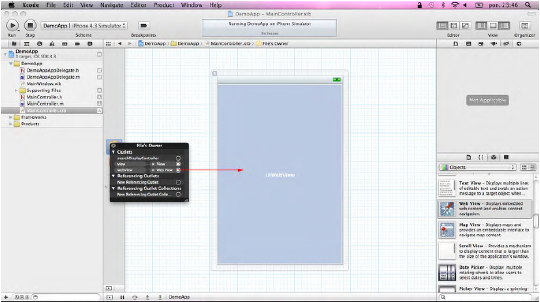 Xcode File Edit View Navigate Editor Product Window Help
pon. 23:46
DemoApp – MainController.xib
DemoApp iPhone 4.3 Simulator
Running DemoApp on iPhone Simulator
No Issues
Run Stop Scheme Breakpoints Editor View Organizer
DemoApp DemoApp MainController.xib File's Owner
DemoApp
DemoApp
DemoAppAppDelegate.h
DemoAppAppDelegate.m
MainWindow.xib
Supporting Files
MainController.h
MainController.m
MainController.xib
Frameworks
Products
File's Owner
Outlets
searchDisplayController
view View
webView Web View
Referencing Outlets
New Referencing Outlet
Referencing Outlet Collections
New Referencing Outlet Colle...
UIWebView
Not Applicable
Objects
Text View - Displays multiple lines of editable text and sends an action message to a target object when
Web View - Displays embedded web content and enables content navigation.
Map View - Displays maps and provides an embeddable interface to navigate map content.
Scroll View - Provides a mechanism to display content that is larger than the size of the application's window.
Date Picker - Displays multiple rotating wheels to allow users to select dates and times.
Picker View - Displays a spinning
DemoApp